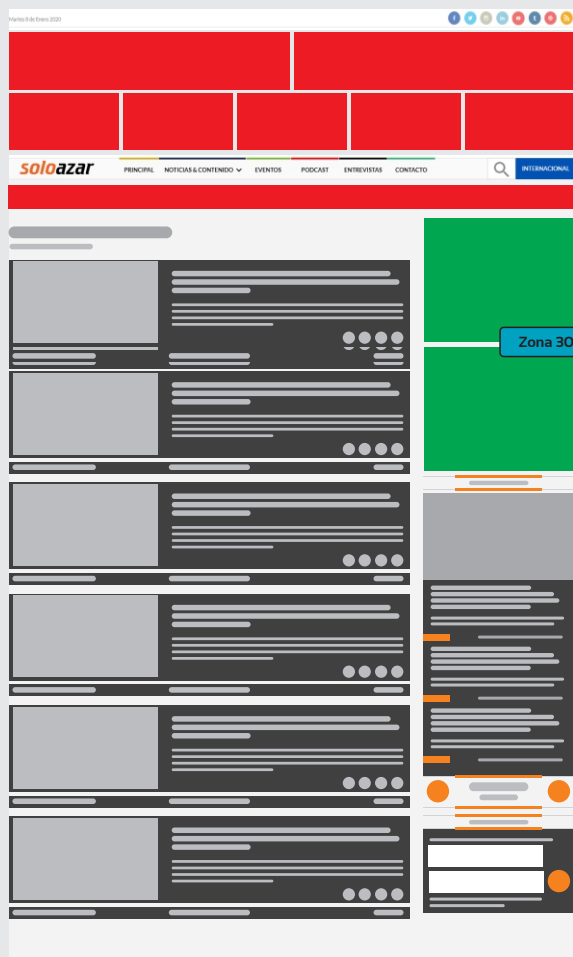 Martes 8 de Enero 2020
soloazar
PRINCIPAL NOTICIAS & CONTENIDO EVENTOS PODCAST ENTREVISTAS CONTACTO
INTERNACIONAL
Zona 30